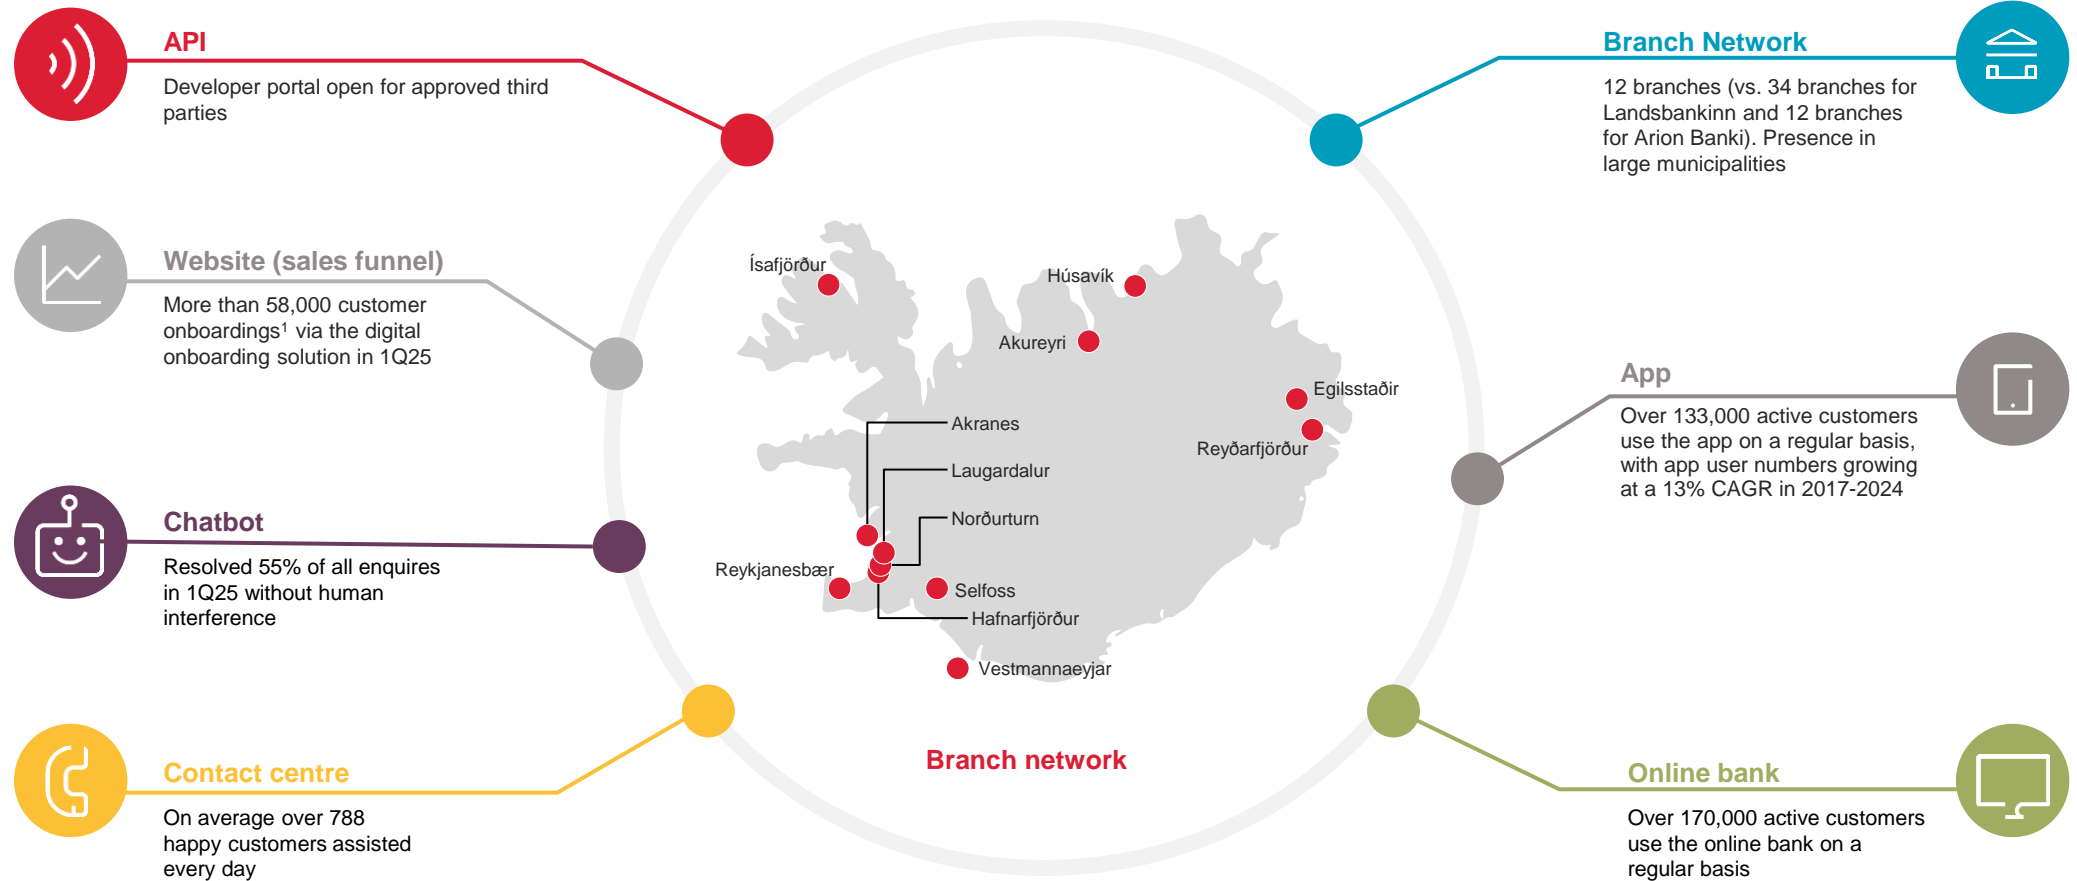 API
Developer portal open for approved third
parties
Website (sales funnel)
More than 58,000 customer
onboardings¹ via the digital
onboarding solution in 1Q25
Chatbot
Resolved 55% of all enquires
in 1Q25 without human
interference
Contact centre
On average over 788
happy customers assisted
every day
Ísafjörður
Húsavík
Akureyri
Egilsstaðir
Akranes
Reyðarfjörður
Laugardalur
Norðurturn
Reykjanesbær
Selfoss
Hafnarfjörður
Vestmannaeyjar
Branch network
Branch Network
12 branches (vs. 34 branches for
Landsbankinn and 12 branches
for Arion Banki). Presence in
large municipalities
App
Over 133,000 active customers
use the app on a regular basis,
with app user numbers growing
at a 13% CAGR in 2017-2024
Online bank
Over 170,000 active customers
use the online bank on a
regular basis